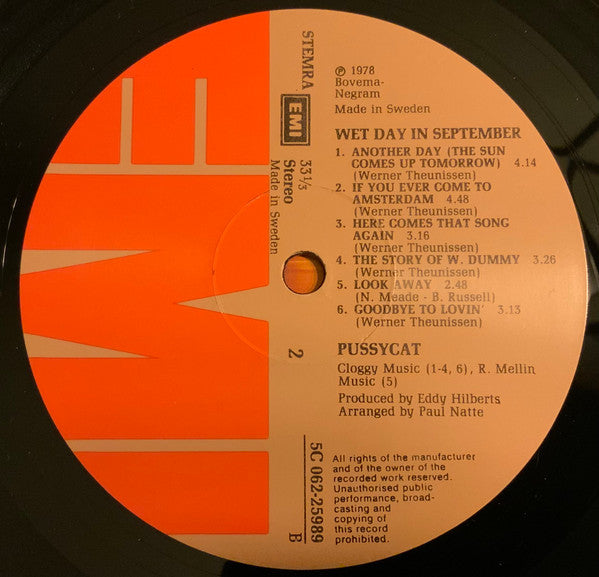 ℗ 1978
Bovema-
Negram
Made in Sweden
WET DAY IN SEPTEMBER
1. ANOTHER DAY (THE SUN
COMES UP TOMORROW) 4.14
(Werner Theunissen)
2. IF YOU EVER COME TO
AMSTERDAM 4.48
(Werner Theunissen)
3. HERE COMES THAT SONG
AGAIN 3.16
(Werner Theunissen)
4. THE STORY OF W. DUMMY 3.26
(Werner Theunissen)
5. LOOK AWAY 2.48
(N. Meade - B. Russell)
6. GOODBYE TO LOVIN' 3.13
(Werner Theunissen)
PUSSYCAT
Cloggy Music (1-4, 6), R. Mellin
Music (5)
Produced by Eddy Hilberts
Arranged by Paul Natte
All rights of the manufacturer
and of the owner of the
recorded work reserved.
Unauthorised public
performance, broad-
casting and
copying of
this record
prohibited.
STEMRA
EMI
33 1/3
Stereo
Made in Sweden
2
5C 062-25989
B
EMI